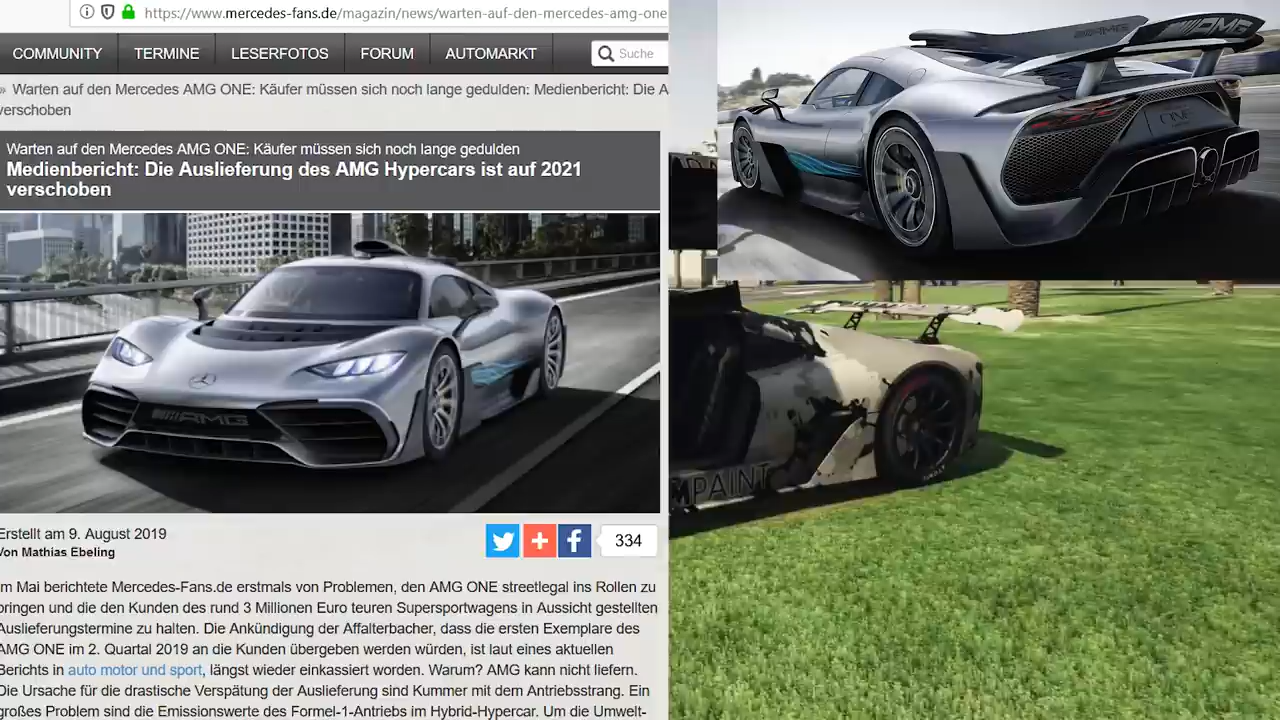 https://www.mercedes-fans.de/magazin/news/warten-auf-den-mercedes-amg-one
COMMUNITY TERMINE LESERFOTOS FORUM AUTOMARKT Suche
» Warten auf den Mercedes AMG ONE: Käufer müssen sich noch lange gedulden: Medienbericht: Die A
verschoben
Warten auf den Mercedes AMG ONE: Käufer müssen sich noch lange gedulden
Medienbericht: Die Auslieferung des AMG Hypercars ist auf 2021
verschoben
AMG
AMG
AMG
ONE
PAINT
Erstellt am 9. August 2019
Von Mathias Ebeling
334
Im Mai berichtete Mercedes-Fans.de erstmals von Problemen, den AMG ONE streetlegal ins Rollen zu
bringen und die den Kunden des rund 3 Millionen Euro teuren Supersportwagens in Aussicht gestellten
Auslieferungstermine zu halten. Die Ankündigung der Affalterbacher, dass die ersten Exemplare des
AMG ONE im 2. Quartal 2019 an die Kunden übergeben werden würden, ist laut eines aktuellen
Berichts in auto motor und sport, längst wieder einkassiert worden. Warum? AMG kann nicht liefern.
Die Ursache für die drastische Verspätung der Auslieferung sind Kummer mit dem Antriebsstrang. Ein
großes Problem sind die Emissionswerte des Formel-1-Antriebs im Hybrid-Hypercar. Um die Umwelt-